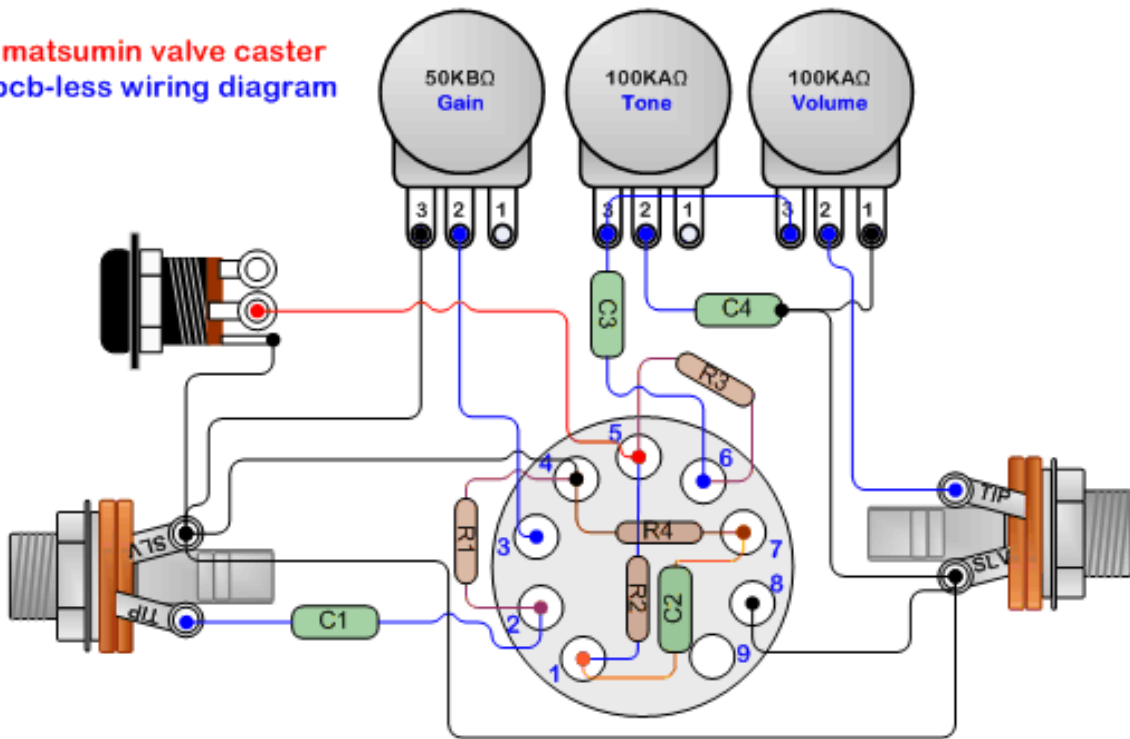 matsumin valve caster
pcb-less wiring diagram
50KBΩ
Gain
100KAΩ
Tone
100KAΩ
Volume
3 2 1
3 2 1
3 2 1
C3
C4
R3
5
4
6
SLV
TIP
R1
3
R4
7
TIP
SLV
8
C1
2
R2
C2
1
9